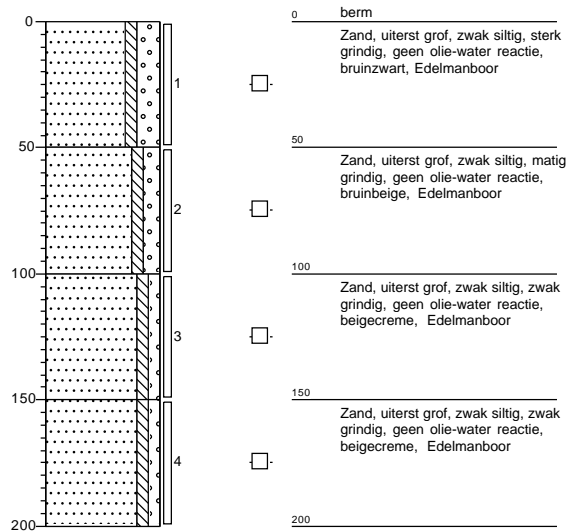 0
0
berm
Zand, uiterst grof, zwak siltig, sterk
grindig, geen olie-water reactie,
bruinzwart, Edelmanboor
1
50
50
Zand, uiterst grof, zwak siltig, matig
grindig, geen olie-water reactie,
bruinbeige, Edelmanboor
2
100
100
Zand, uiterst grof, zwak siltig, zwak
grindig, geen olie-water reactie,
beigecreme, Edelmanboor
3
150
150
Zand, uiterst grof, zwak siltig, zwak
grindig, geen olie-water reactie,
beigecreme, Edelmanboor
4
200
200